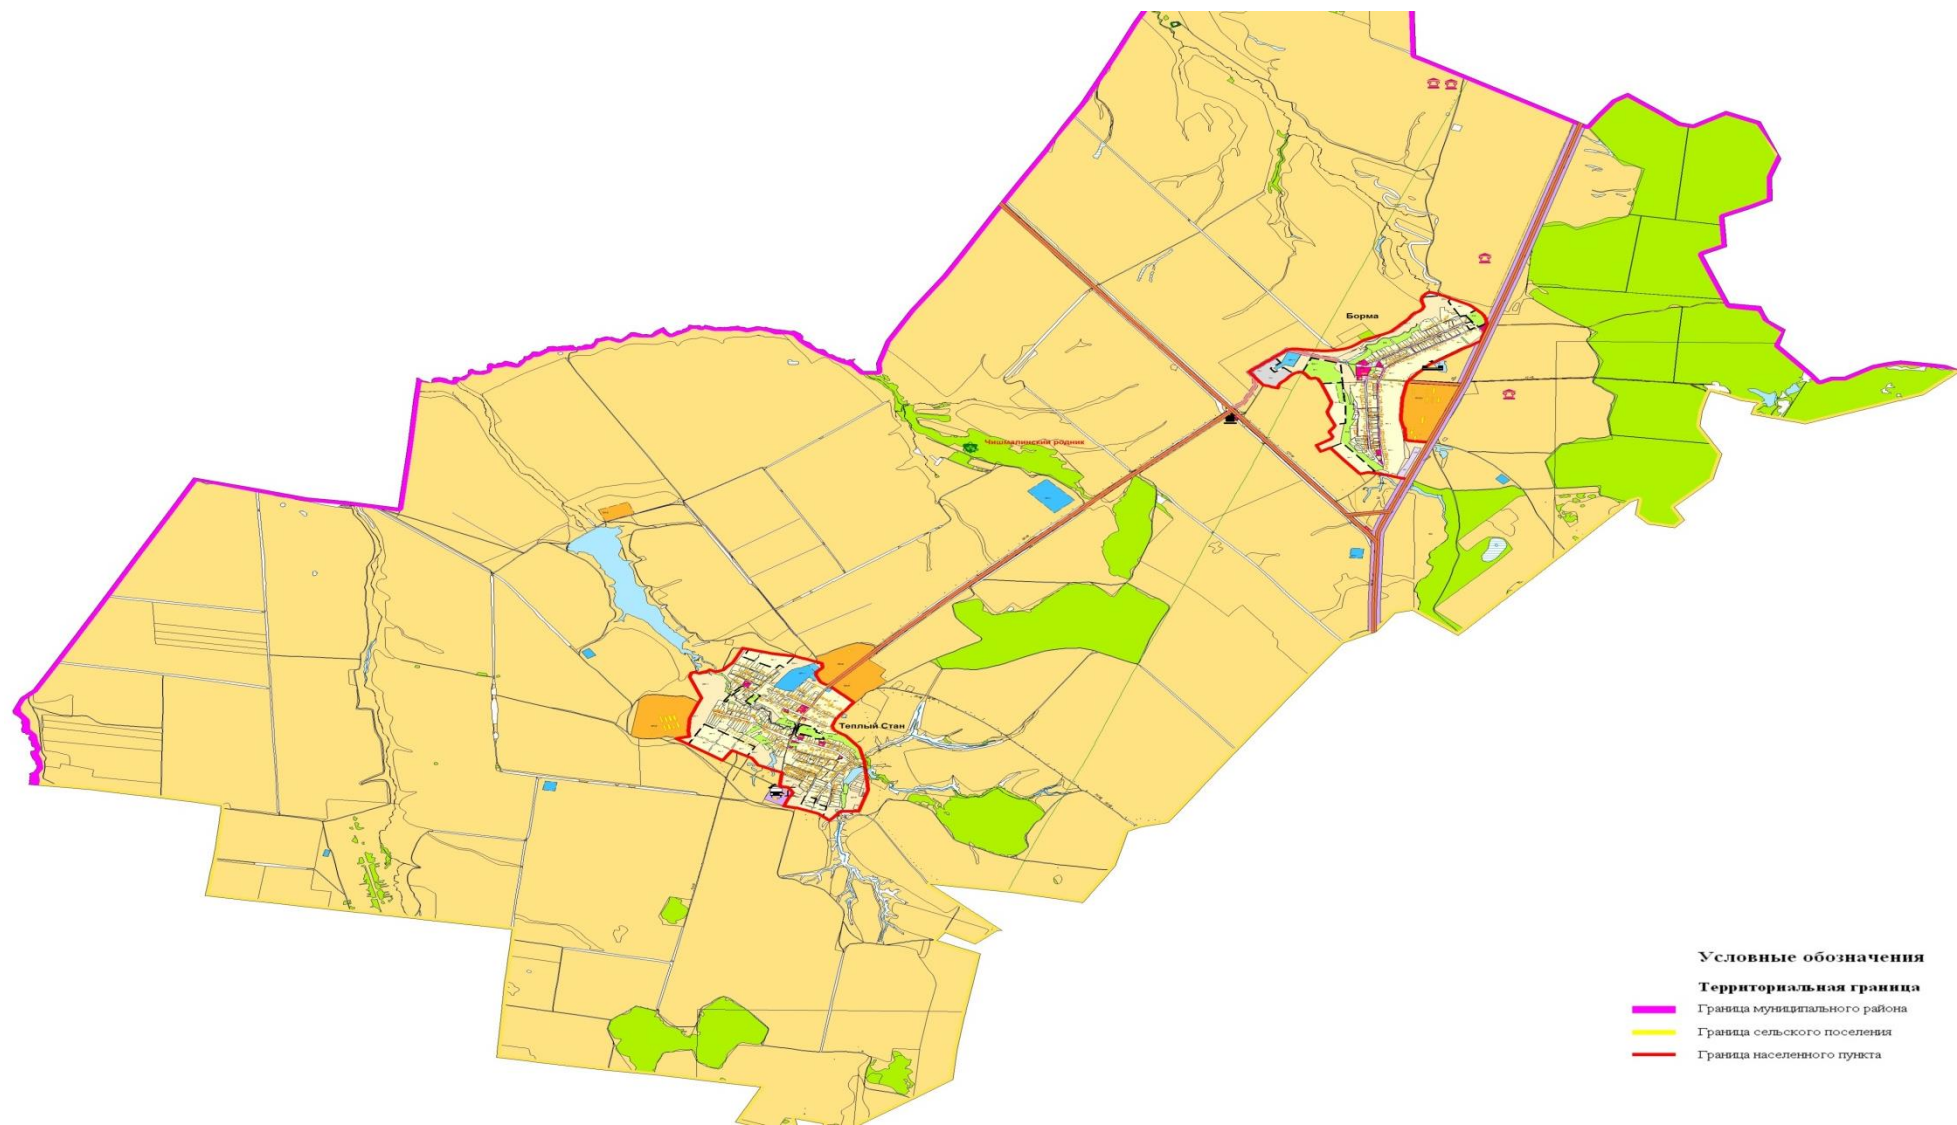 Борма
Чишмалинский родник
Теплый Стан
Условные обозначения
Территориальная граница
Граница муниципального района
Граница сельского поселения
Граница населенного пункта